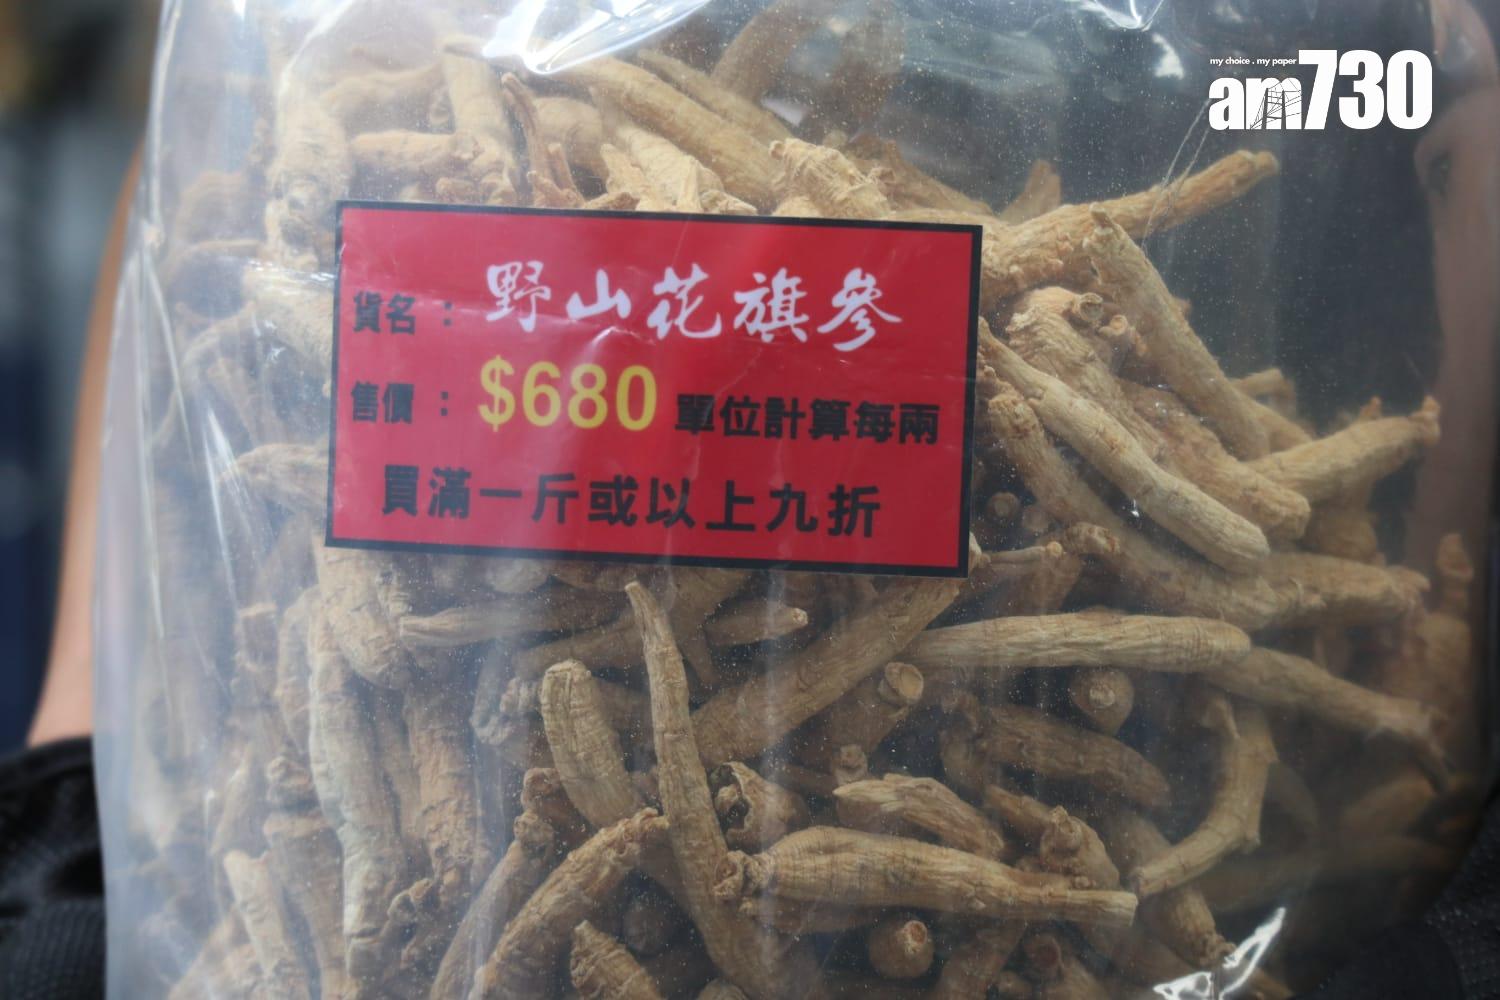 my choice . my paper
am730
貨名： 野山花旗參
售價： $680 單位計算每兩
買滿一斤或以上九折